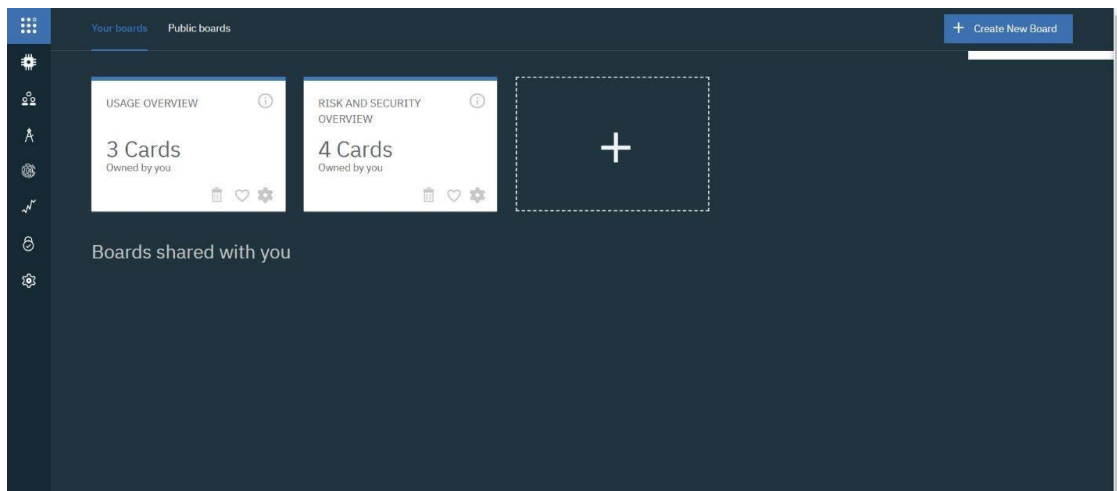 Your boards
Public boards
Create New Board
USAGE OVERVIEW
3 Cards
Owned by you
RISK AND SECURITY
OVERVIEW
4 Cards
Owned by you
Boards shared with you